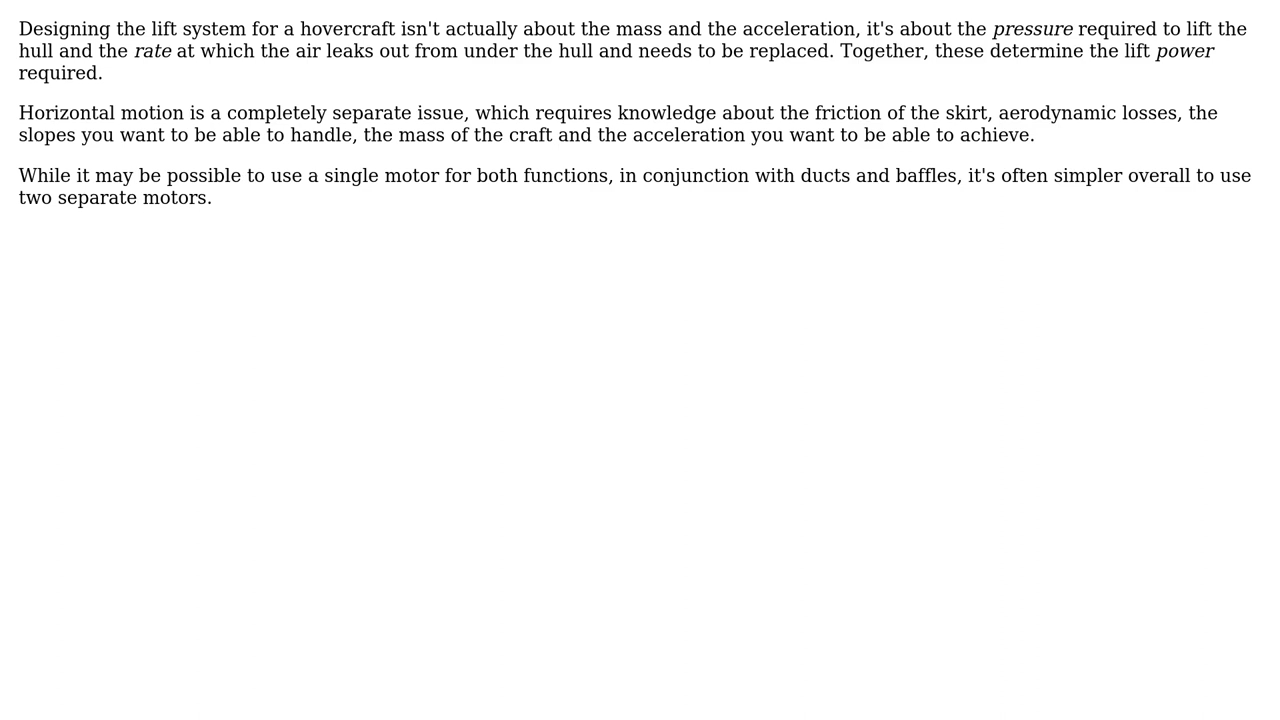 Designing the lift system for a hovercraft isn't actually about the mass and the acceleration, it's about the pressure required to lift the
hull and the rate at which the air leaks out from under the hull and needs to be replaced. Together, these determine the lift power
required.
Horizontal motion is a completely separate issue, which requires knowledge about the friction of the skirt, aerodynamic losses, the
slopes you want to be able to handle, the mass of the craft and the acceleration you want to be able to achieve.
While it may be possible to use a single motor for both functions, in conjunction with ducts and baffles, it's often simpler overall to use
two separate motors.